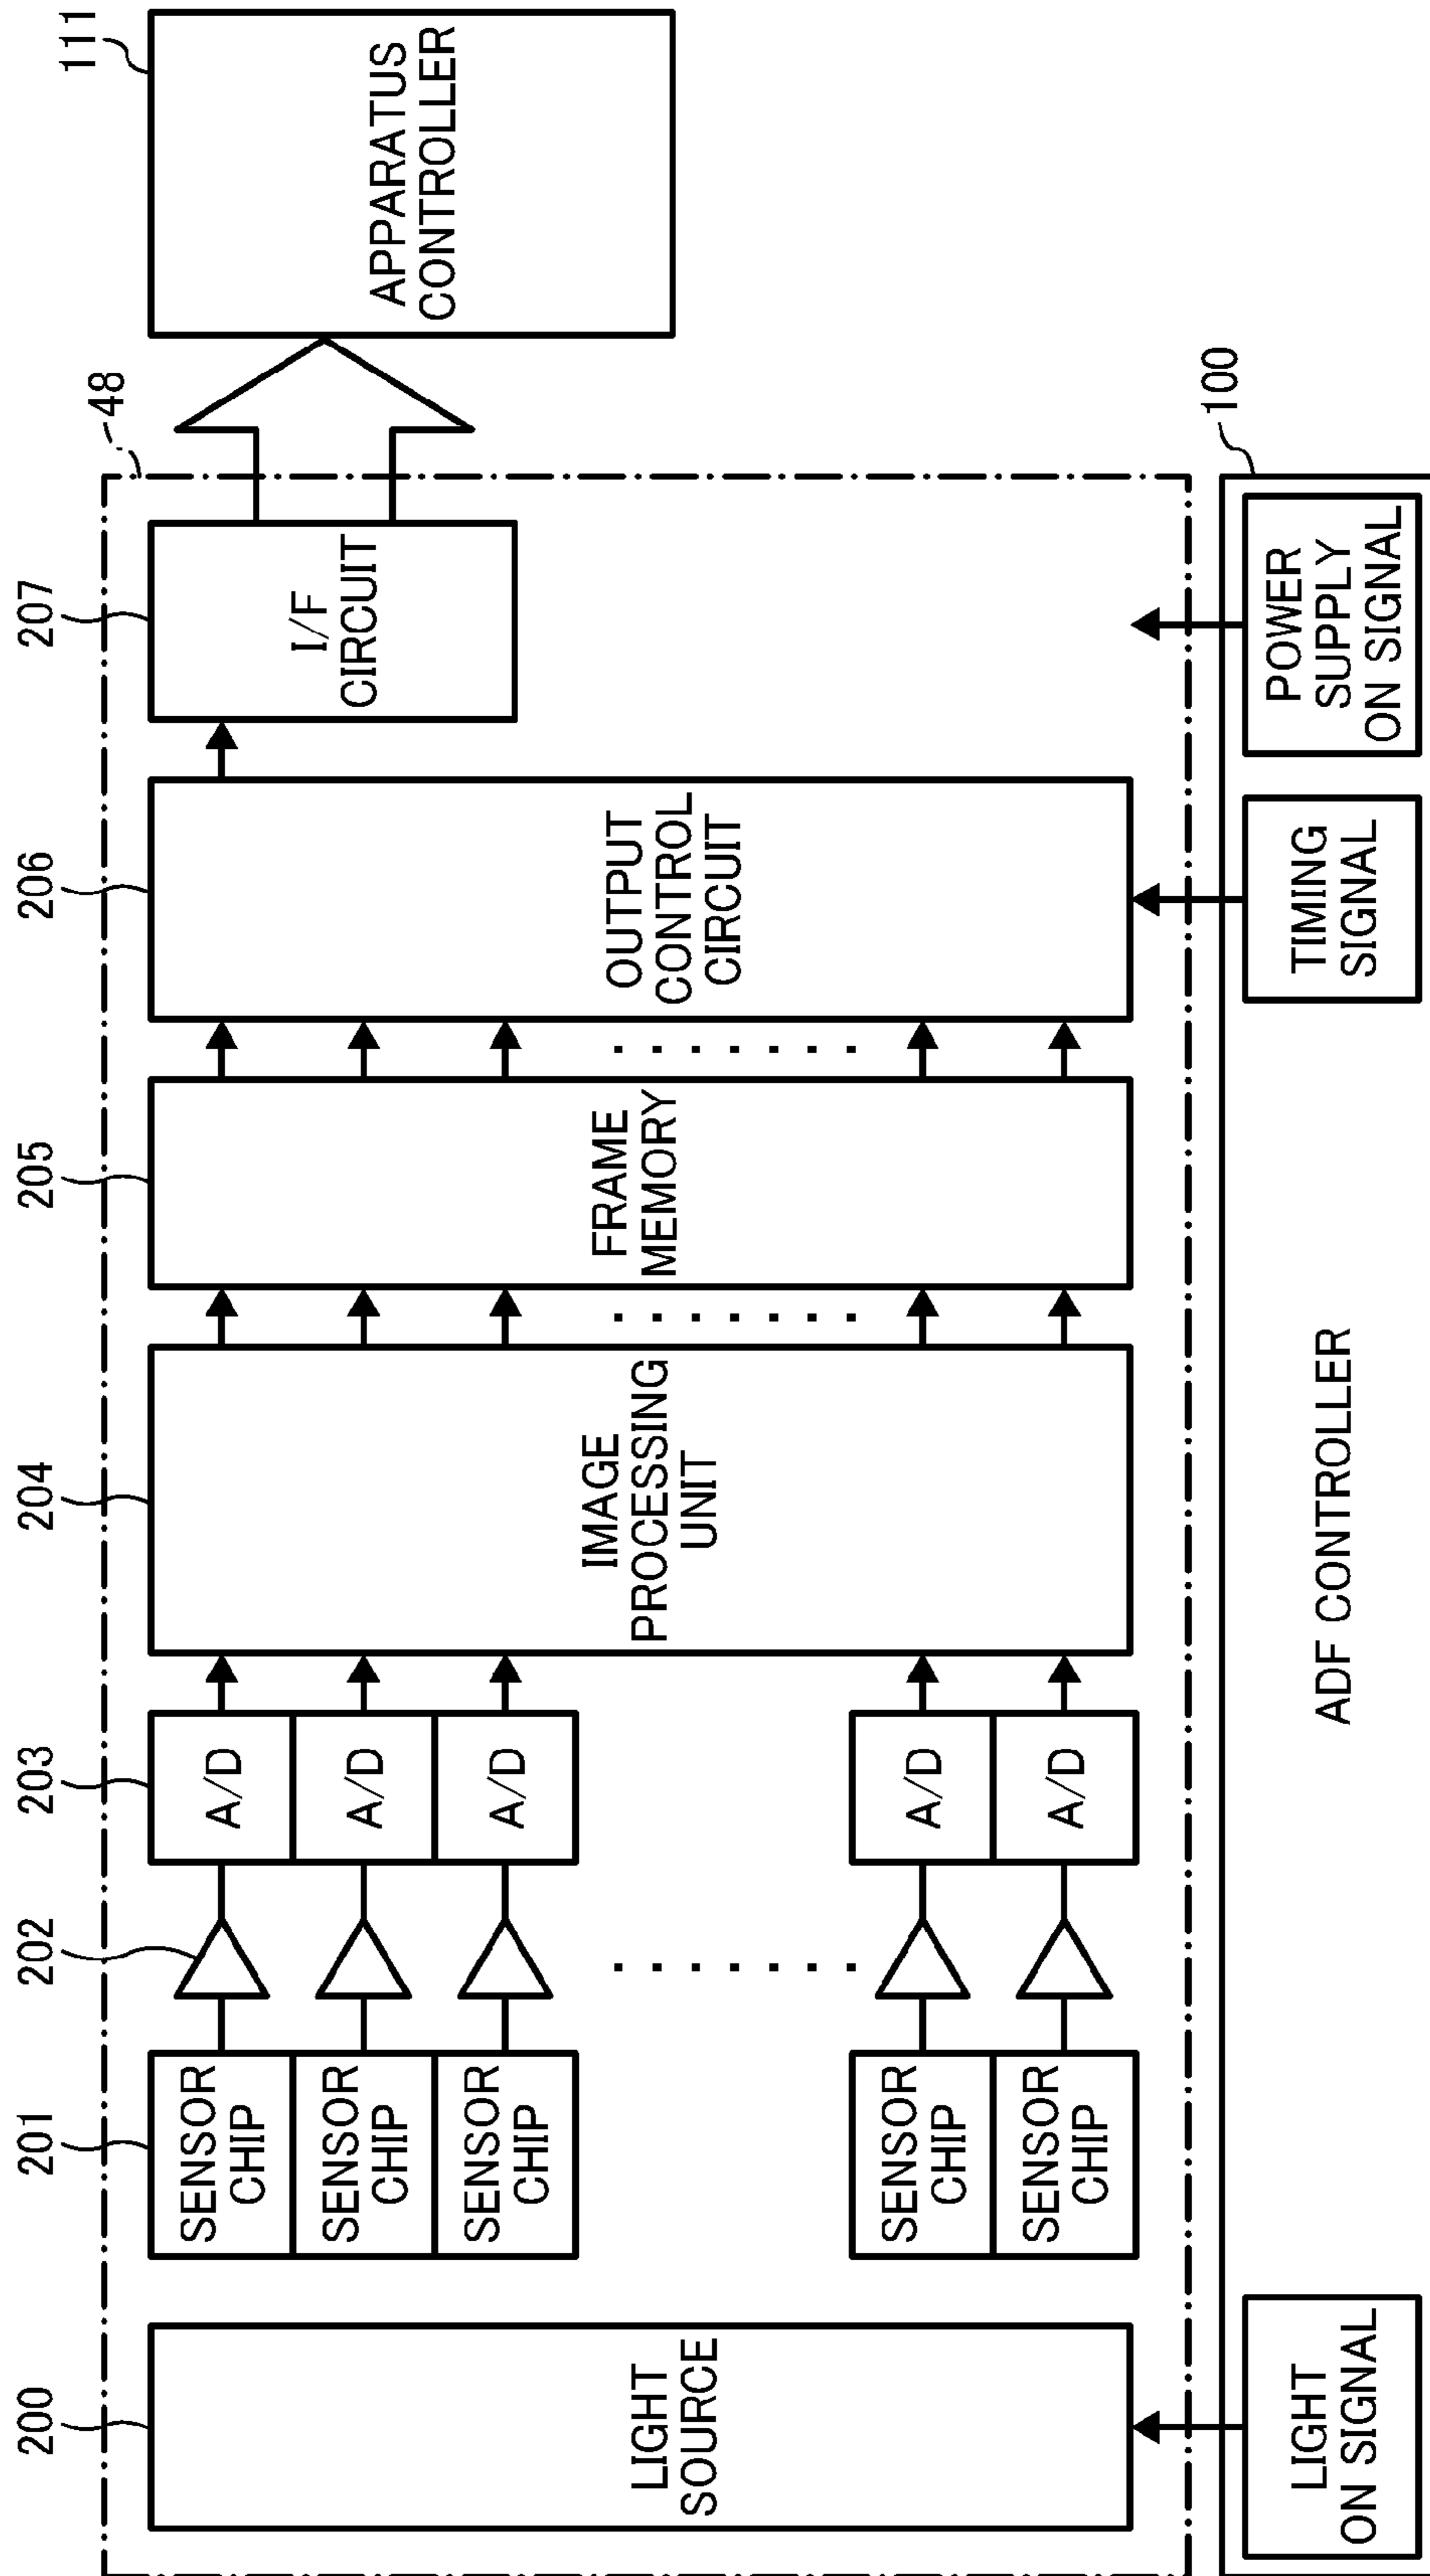 200
201
202
203
204
205
206
207
48
111
LIGHT
SOURCE
SENSOR
CHIP
SENSOR
CHIP
SENSOR
CHIP
SENSOR
CHIP
SENSOR
CHIP
A/D
A/D
A/D
A/D
A/D
IMAGE
PROCESSING
UNIT
FRAME
MEMORY
OUTPUT
CONTROL
CIRCUIT
I/F
CIRCUIT
APPARATUS
CONTROLLER
100
LIGHT
ON SIGNAL
ADF CONTROLLER
TIMING
SIGNAL
POWER
SUPPLY
ON SIGNAL